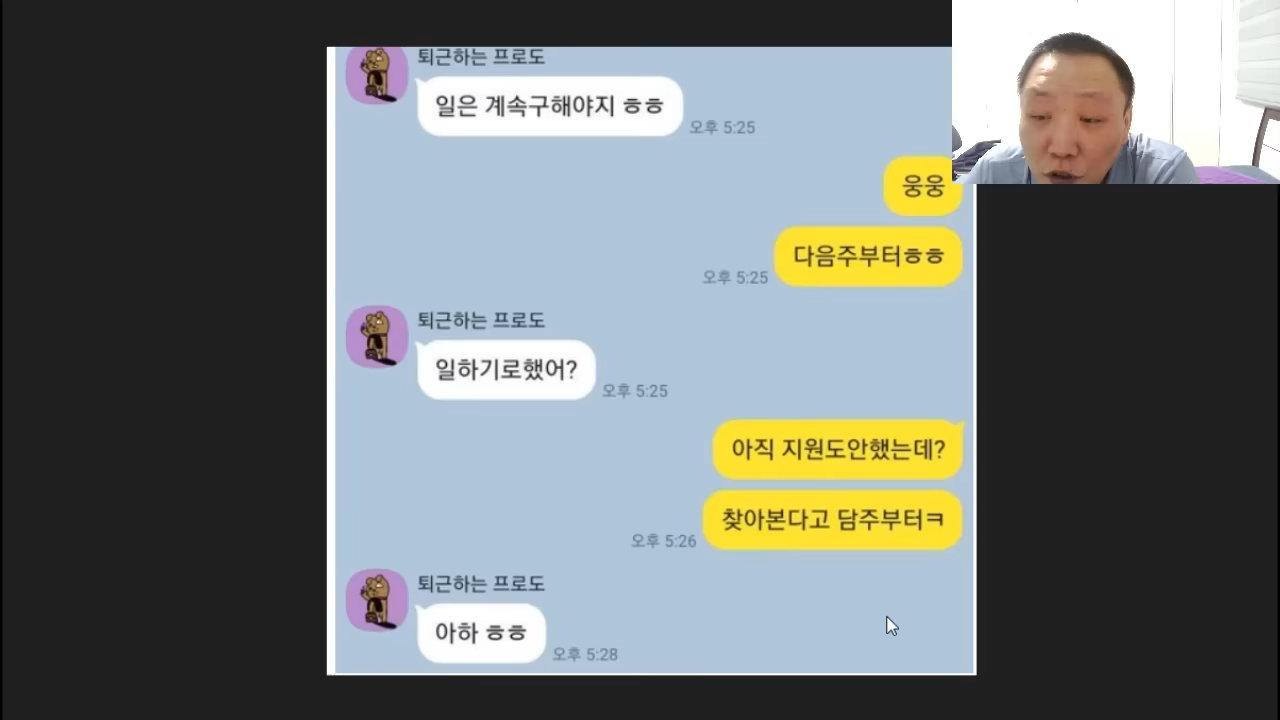 퇴근하는 프로도
일은 계속구해야지 ㅎㅎ
오후 5:25
웅웅
다음주부터ㅎㅎ
오후 5:25
퇴근하는 프로도
일하기로했어?
오후 5:25
아직 지원도안했는데?
찾아본다고 담주부터ㅋ
오후 5:26
퇴근하는 프로도
아하 ㅎㅎ
오후 5:28